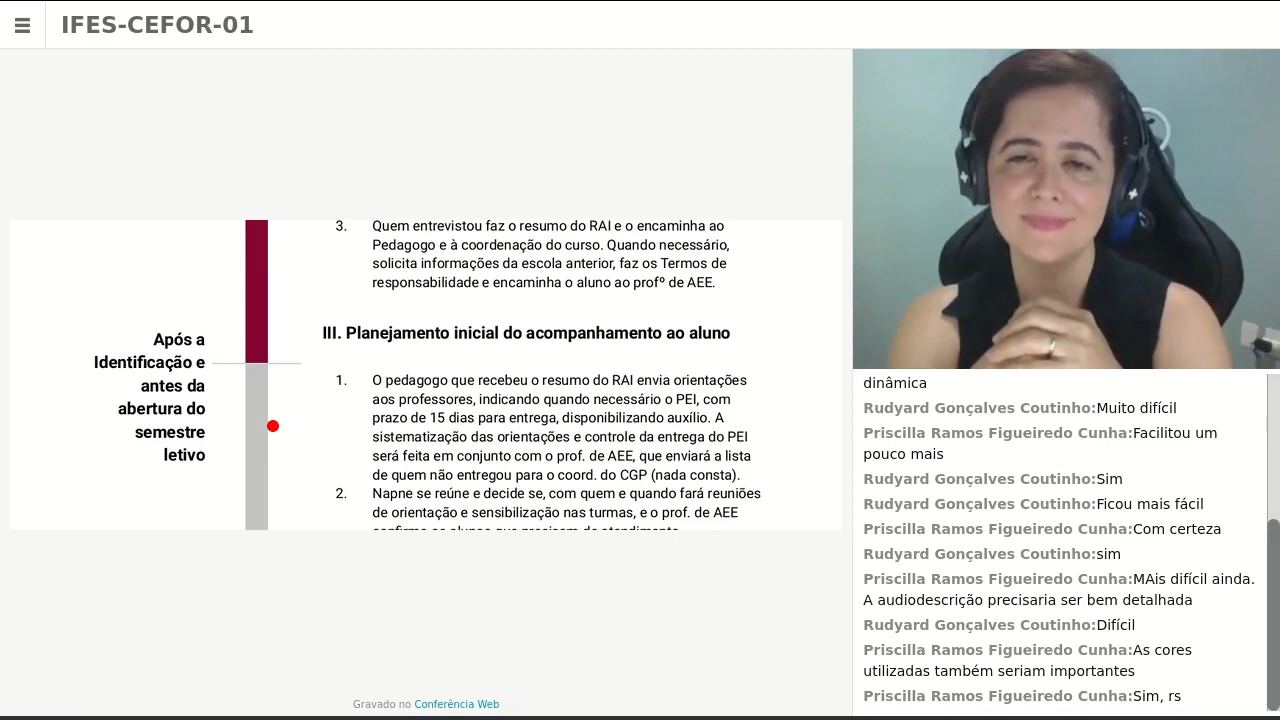 IFES-CEFOR-01
3. Quem entrevistou faz o resumo do RAI e o encaminha ao
Pedagogo e à coordenação do curso. Quando necessário,
solicita informações da escola anterior, faz os Termos de
responsabilidade e encaminha o aluno ao profº de AEE.
Após a
Identificação e
antes da
abertura do
semestre
letivo
III. Planejamento inicial do acompanhamento ao aluno
1. O pedagogo que recebeu o resumo do RAI envia orientações
aos professores, indicando quando necessário o PEI, com
prazo de 15 dias para entrega, disponibilizando auxílio. A
sistematização das orientações e controle da entrega do PEI
será feita em conjunto com o prof. de AEE, que enviará a lista
de quem não entregou para o coord. do CGP (nada consta).
2. Napne se reúne e decide se, com quem e quando fará reuniões
de orientação e sensibilização nas turmas, e o prof. de AEE
confirma os alunos que precisam de atendimento
Gravado no Conferência Web
dinâmica
Rudyard Gonçalves Coutinho:Muito difícil
Priscilla Ramos Figueiredo Cunha:Facilitou um
pouco mais
Rudyard Gonçalves Coutinho:Sim
Rudyard Gonçalves Coutinho:Ficou mais fácil
Priscilla Ramos Figueiredo Cunha:Com certeza
Rudyard Gonçalves Coutinho:sim
Priscilla Ramos Figueiredo Cunha:MAis difícil ainda.
A audiodescrição precisaria ser bem detalhada
Rudyard Gonçalves Coutinho:Difícil
Priscilla Ramos Figueiredo Cunha:As cores
utilizadas também seriam importantes
Priscilla Ramos Figueiredo Cunha:Sim, rs